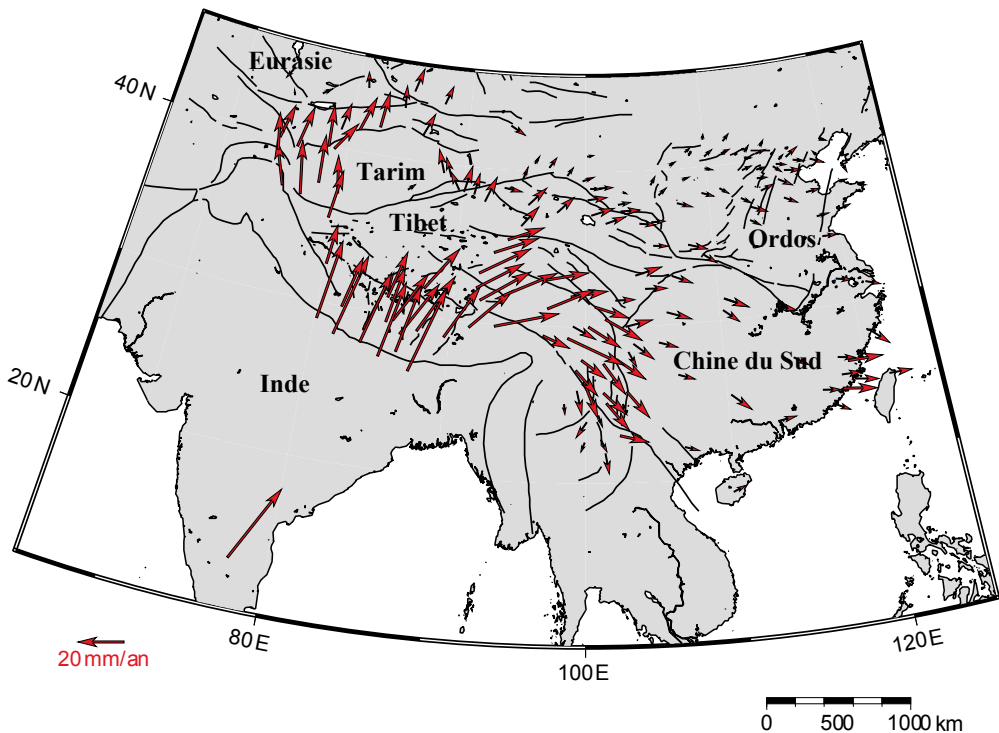 Eurasie
40N
Tarim
Tibet
Ordos
Chine du Sud
20N
Inde
80E
120E
20 mm/an
100E
0 500 1000 km